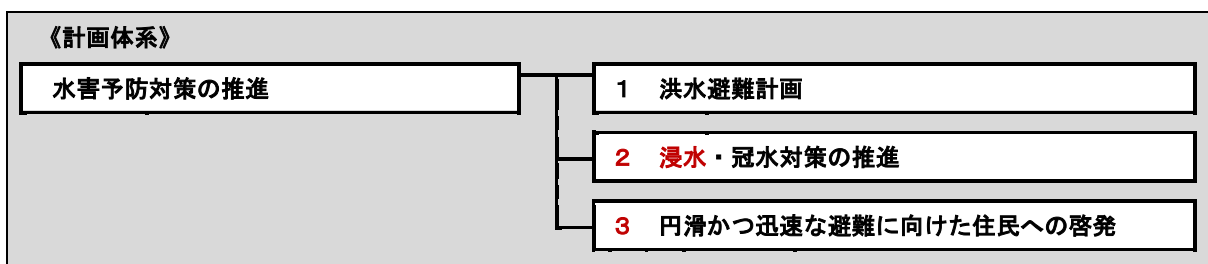 《計画体系》
水害予防対策の推進
１　洪水避難計画
２　浸水・冠水対策の推進
３　円滑かつ迅速な避難に向けた住民への啓発